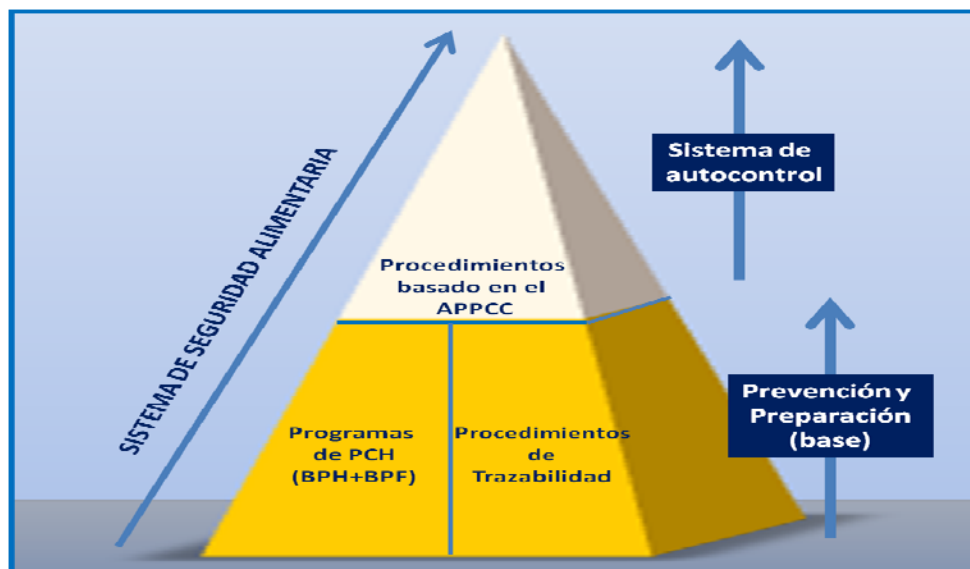 SISTEMA DE SEGURIDAD ALIMENTARIA
Sistema de
autocontrol
Procedimientos
basado en el
APPCC
Prevención y
Preparación
(base)
Programas
de PCH
(BPH+BPF)
Procedimientos
de
Trazabilidad